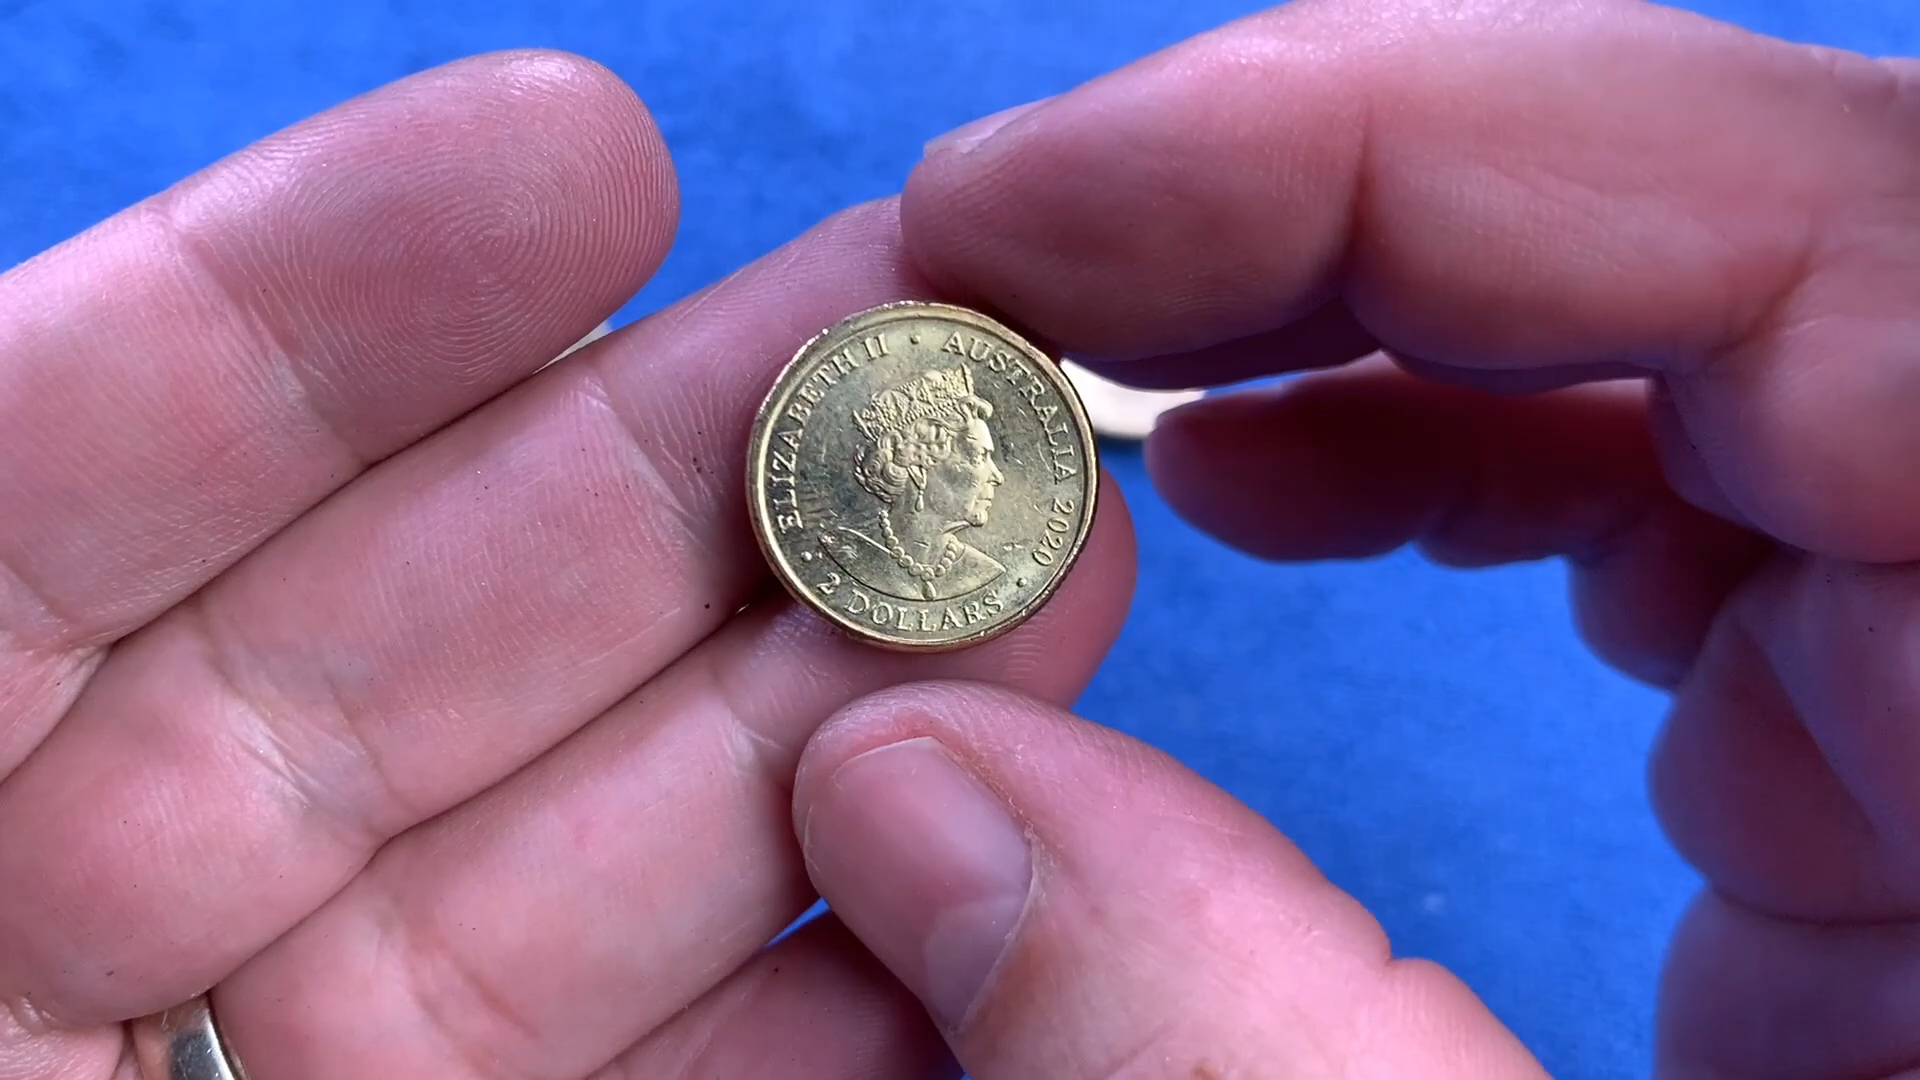 · ELIZABETH II · AUSTRALIA 2020 ·
2 DOLLARS